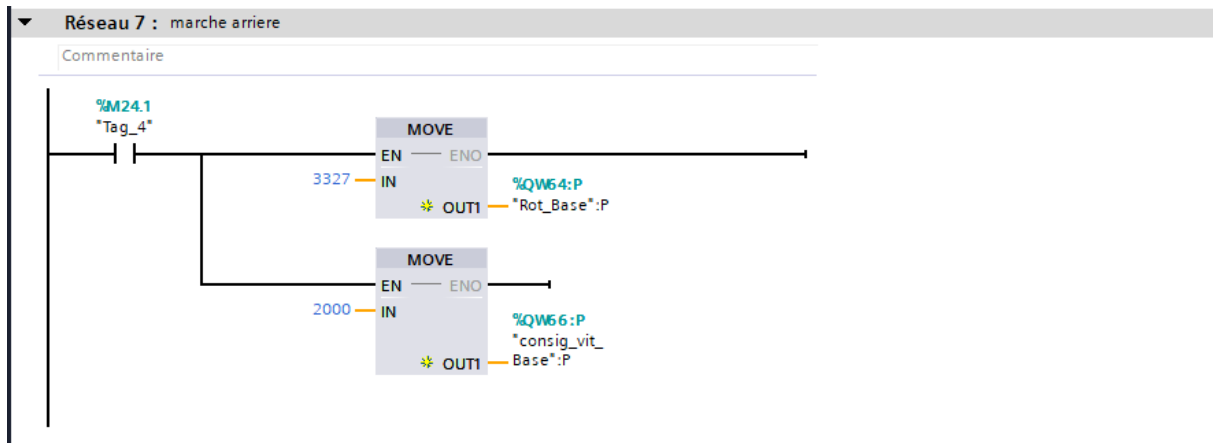 Réseau 7 : marche arriere
Commentaire
%M24.1
"Tag_4"
MOVE
EN ENO
3327 IN
%QW64:P
OUT1 "Rot_Base":P
MOVE
EN ENO
2000 IN
%QW66:P
"consig_vit_
OUT1 Base":P